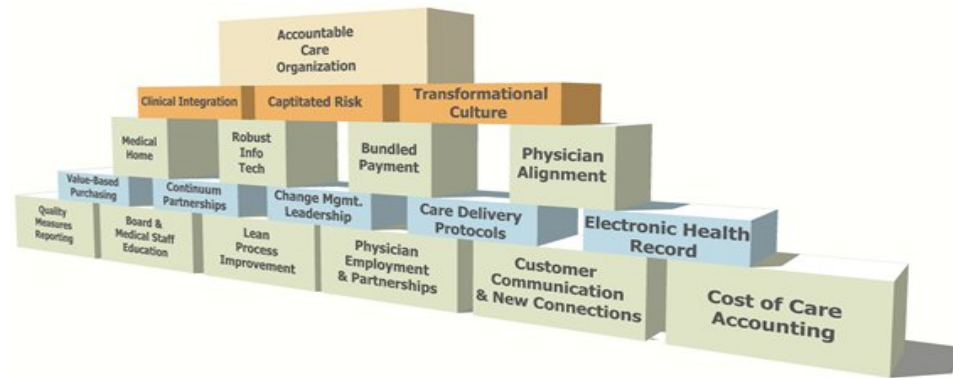 Accountable
Care
Organization
Clinical Integration
Captitated Risk
Transformational
Culture
Medical
Home
Robust
Info
Tech
Bundled
Payment
Physician
Alignment
Value-Based
Purchasing
Continuum
Partnerships
Change Mgmt.
Leadership
Care Delivery
Protocols
Electronic Health
Record
Quality
Measures
Reporting
Board &
Medical Staff
Education
Lean
Process
Improvement
Physician
Employment
& Partnerships
Customer
Communication
& New Connections
Cost of Care
Accounting